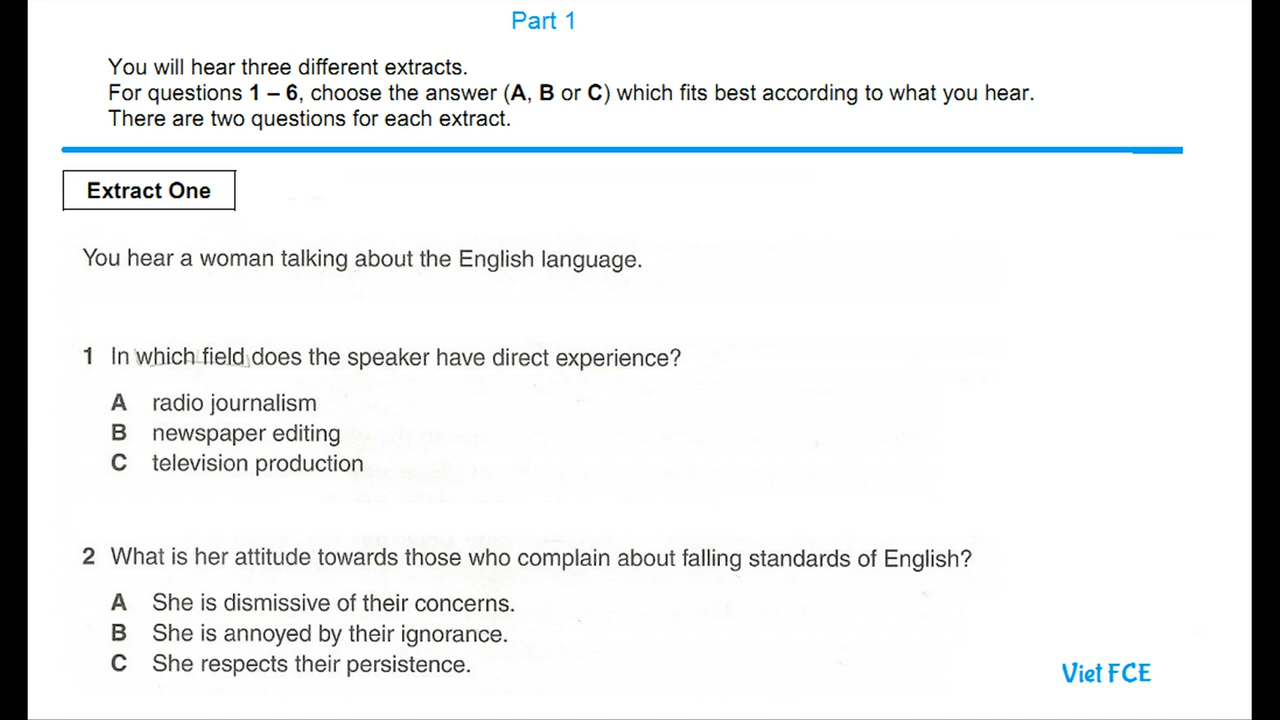 Part 1
You will hear three different extracts.
For questions 1 – 6, choose the answer (A, B or C) which fits best according to what you hear.
There are two questions for each extract.
Extract One
You hear a woman talking about the English language.
1 In which field does the speaker have direct experience?
A radio journalism
B newspaper editing
C television production
2 What is her attitude towards those who complain about falling standards of English?
A She is dismissive of their concerns.
B She is annoyed by their ignorance.
C She respects their persistence.
Viet FCE